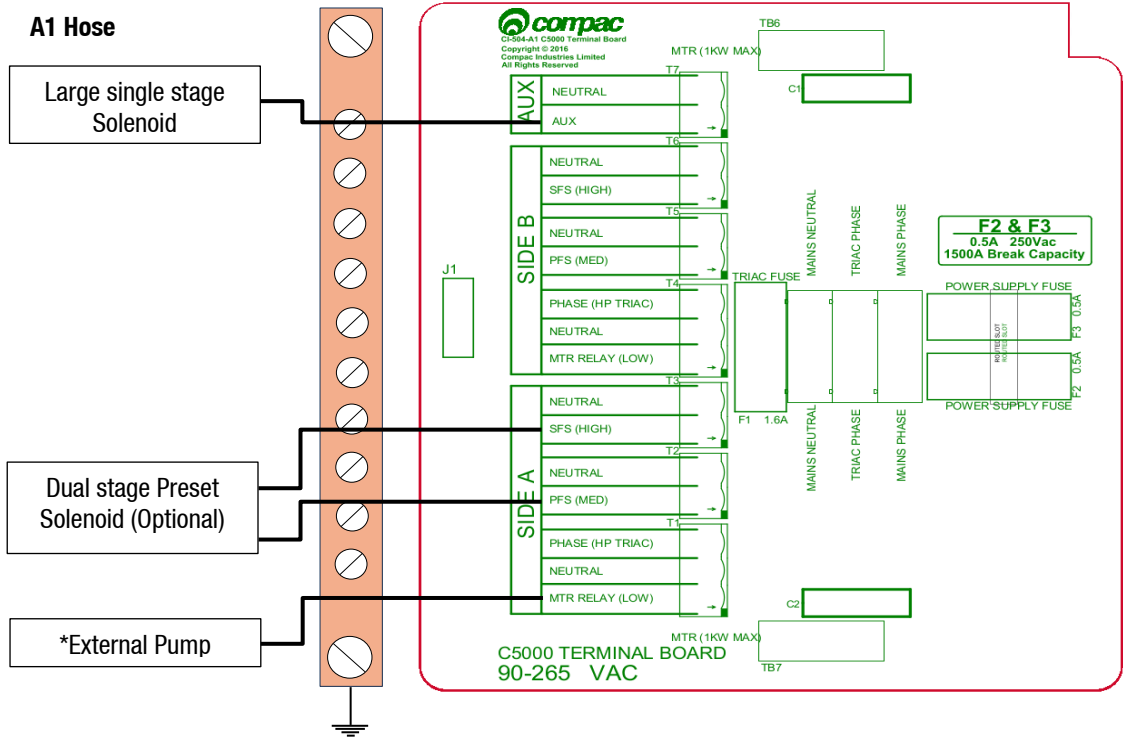 A1 Hose
Large single stage
Solenoid
Dual stage Preset
Solenoid (Optional)
*External Pump
compac
CI-504-A1 C5000 Terminal Board
Copyright © 2016
Compac Industries Limited
All Rights Reserved
TB6
MTR (1KW MAX)
C1
T7
AUX
NEUTRAL
AUX
T6
SIDE B
NEUTRAL
SFS (HIGH)
T5
NEUTRAL
PFS (MED)
T4
PHASE (HP TRIAC)
NEUTRAL
MTR RELAY (LOW)
J1
T3
SIDE A
NEUTRAL
SFS (HIGH)
T2
NEUTRAL
PFS (MED)
T1
PHASE (HP TRIAC)
NEUTRAL
MTR RELAY (LOW)
TRIAC FUSE
F1 1.6A
MAINS NEUTRAL
TRIAC PHASE
MAINS PHASE
MAINS NEUTRAL
TRIAC PHASE
MAINS PHASE
F2 & F3
0.5A 250Vac
1500A Break Capacity
POWER SUPPLY FUSE
F3 0.5A
ROUTED SLOT
ROUTED SLOT
F2 0.5A
POWER SUPPLY FUSE
C2
MTR (1KW MAX)
TB7
C5000 TERMINAL BOARD
90-265 VAC